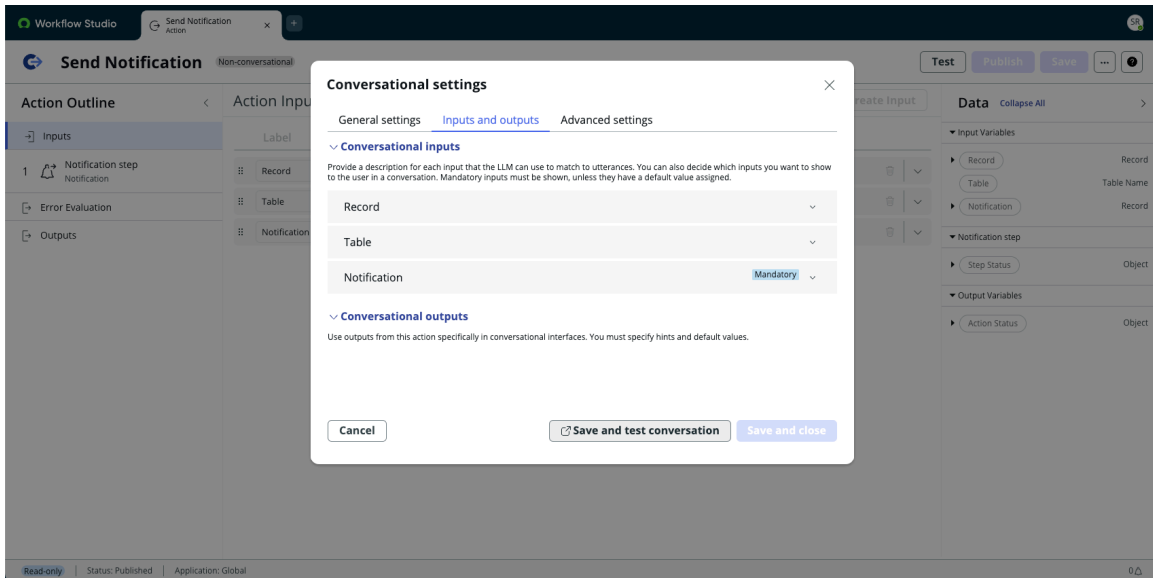 Workflow Studio
Send Notification
Action
SR
Send Notification
Non-conversational
Test
Publish
Save
Action Outline
Inputs
1
Notification step
Notification
Error Evaluation
Outputs
Action Inpu
reate Input
Label
Record
Table
Notification
Conversational settings
General settings
Inputs and outputs
Advanced settings
Conversational inputs
Provide a description for each input that the LLM can use to match to utterances. You can also decide which inputs you want to show
to the user in a conversation. Mandatory inputs must be shown, unless they have a default value assigned.
Record
Table
Notification
Mandatory
Conversational outputs
Use outputs from this action specifically in conversational interfaces. You must specify hints and default values.
Cancel
Save and test conversation
Save and close
Data
Collapse All
Input Variables
Record
Record
Table
Table Name
Notification
Record
Notification step
Step Status
Object
Output Variables
Action Status
Object
Read-only
Status: Published
Application: Global
0